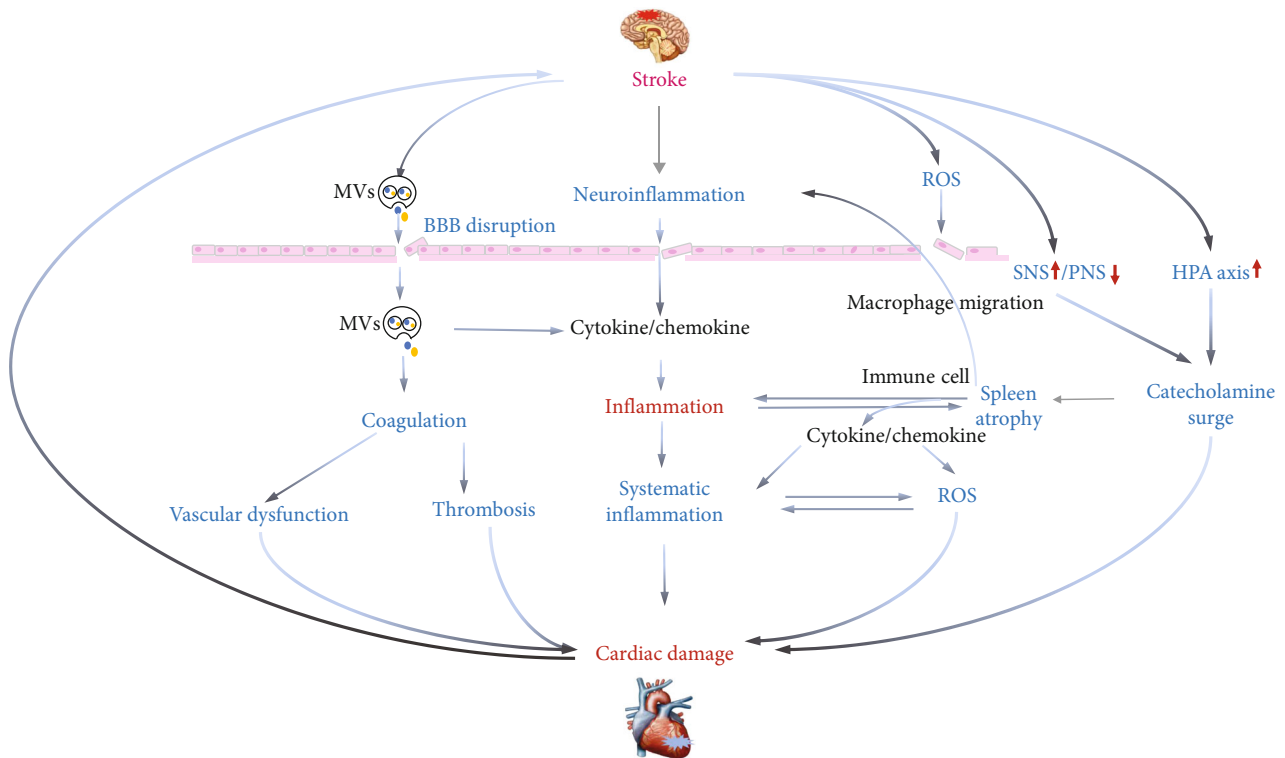 Stroke
MVs
Neuroinflammation
ROS
BBB disruption
SNS/PNS
HPA axis
Macrophage migration
MVs
Cytokine/chemokine
Immune cell
Inflammation
Spleen
atrophy
Catecholamine
surge
Coagulation
Cytokine/chemokine
Systematic
inflammation
ROS
Vascular dysfunction
Thrombosis
Cardiac damage